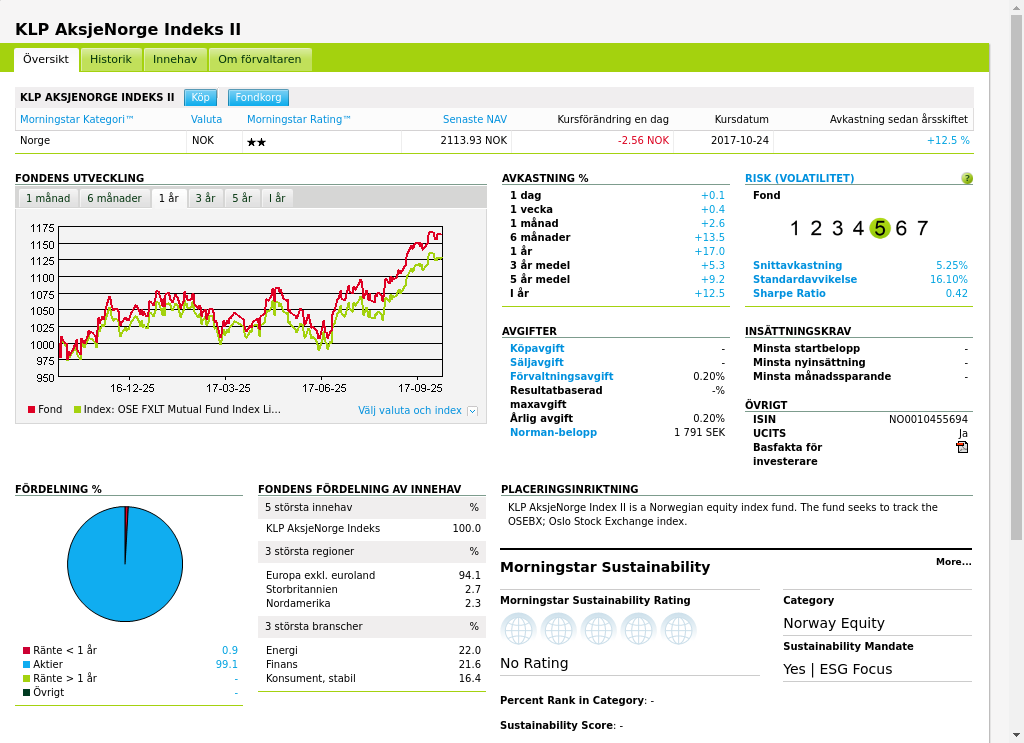 KLP AksjeNorge Indeks II
Översikt Historik Innehav Om förvaltaren
KLP AKSJENORGE INDEKS II Köp Fondkorg
Morningstar Kategori™ Valuta Morningstar Rating™ Senaste NAV Kursförändring en dag Kursdatum Avkastning sedan årsskiftet
Norge NOK ★★ 2113.93 NOK -2.56 NOK 2017-10-24 +12.5 %
FONDENS UTVECKLING
1 månad 6 månader 1 år 3 år 5 år I år
1175
1150
1125
1100
1075
1050
1025
1000
975
950
16-12-25 17-03-25 17-06-25 17-09-25
Fond Index: OSE FXLT Mutual Fund Index Li... Välj valuta och index
AVKASTNING %
1 dag +0.1
1 vecka +0.4
1 månad +2.6
6 månader +13.5
1 år +17.0
3 år medel +5.3
5 år medel +9.2
I år +12.5
RISK (VOLATILITET) ?
Fond
1 2 3 4 5 6 7
Snittavkastning 5.25%
Standardavvikelse 16.10%
Sharpe Ratio 0.42
AVGIFTER
Köpavgift -
Säljavgift -
Förvaltningsavgift 0.20%
Resultatbaserad -%
maxavgift
Årlig avgift 0.20%
Norman-belopp 1 791 SEK
INSÄTTNINGSKRAV
Minsta startbelopp -
Minsta nyinsättning -
Minsta månadssparande -
ÖVRIGT
ISIN NO0010455694
UCITS Ja
Basfakta för
investerare
FÖRDELNING %
Ränte < 1 år 0.9
Aktier 99.1
Ränte > 1 år -
Övrigt -
FONDENS FÖRDELNING AV INNEHAV
5 största innehav %
KLP AksjeNorge Indeks 100.0
3 största regioner %
Europa exkl. euroland 94.1
Storbritannien 2.7
Nordamerika 2.3
3 största branscher %
Energi 22.0
Finans 21.6
Konsument, stabil 16.4
PLACERINGSINRIKTNING
KLP AksjeNorge Index II is a Norwegian equity index fund. The fund seeks to track the
OSEBX; Oslo Stock Exchange index.
Morningstar Sustainability More...
Morningstar Sustainability Rating
No Rating
Percent Rank in Category: -
Sustainability Score: -
Category
Norway Equity
Sustainability Mandate
Yes | ESG Focus